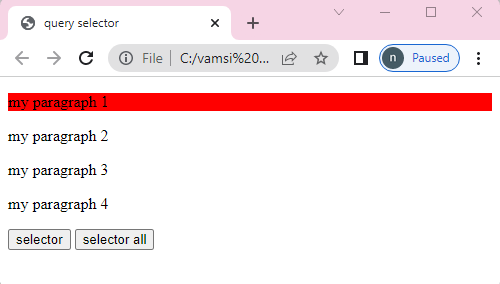 query selector
File
C:/vamsi%20...
n
Paused
my paragraph 1
my paragraph 2
my paragraph 3
my paragraph 4
selector
selector all